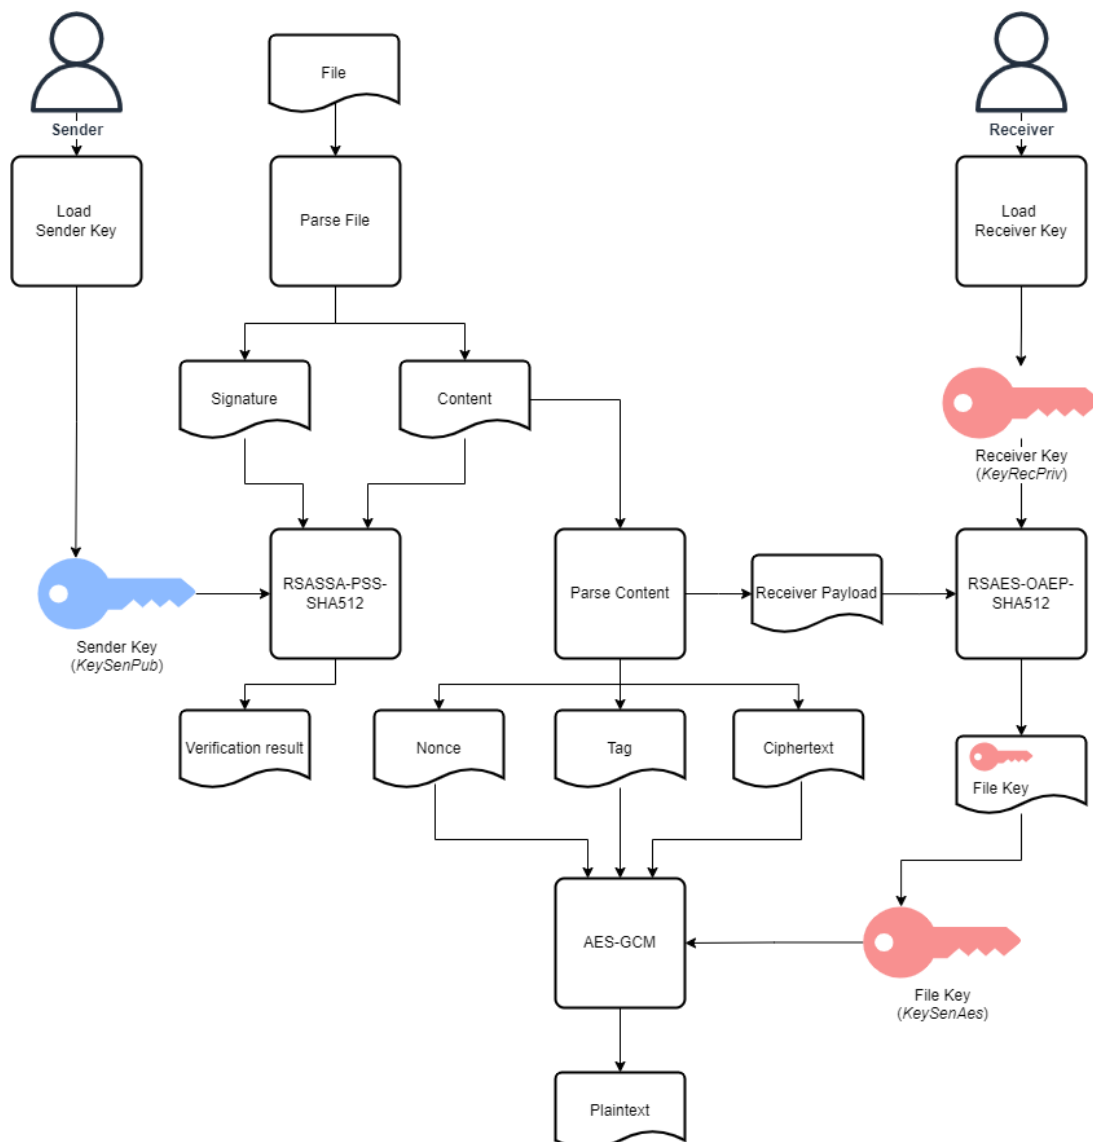 File
Sender
Receiver
Load
Sender Key
Parse File
Load
Receiver Key
Signature
Content
Receiver Key
(KeyRecPriv)
RSASSA-PSS-
SHA512
Parse Content
Receiver Payload
RSAES-OAEP-
SHA512
Sender Key
(KeySenPub)
Verification result
Nonce
Tag
Ciphertext
File Key
AES-GCM
File Key
(KeySenAes)
Plaintext